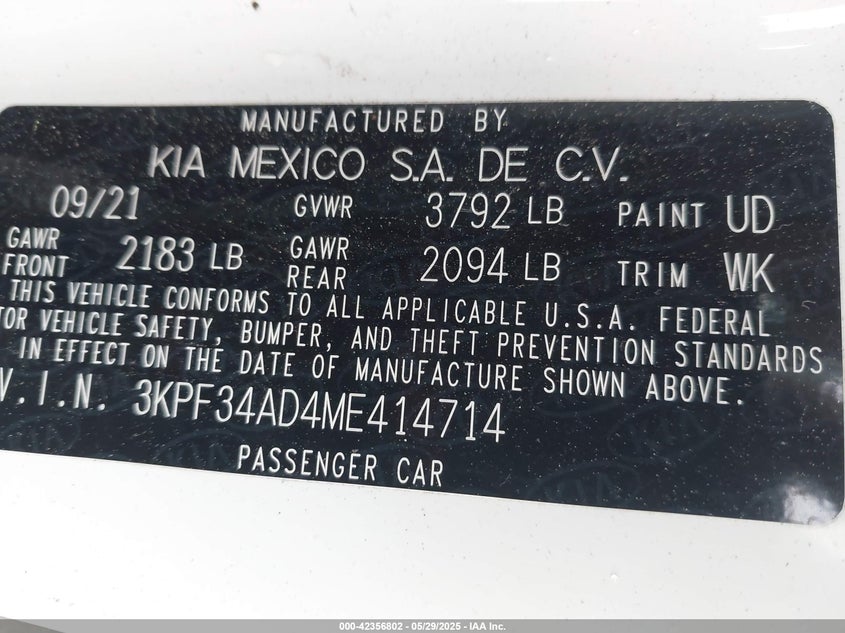 MANUFACTURED BY
KIA MEXICO S.A. DE C.V.
09/21 GVWR 3792 LB PAINT UD
GAWR FRONT 2183 LB GAWR REAR 2094 LB TRIM WK
THIS VEHICLE CONFORMS TO ALL APPLICABLE U.S.A. FEDERAL
TOR VEHICLE SAFETY, BUMPER, AND THEFT PREVENTION STANDARDS
IN EFFECT ON THE DATE OF MANUFACTURE SHOWN ABOVE.
V.I.N. 3KPF34AD4ME414714
PASSENGER CAR
000-42356802 - 05/29/2025 - IAA Inc.